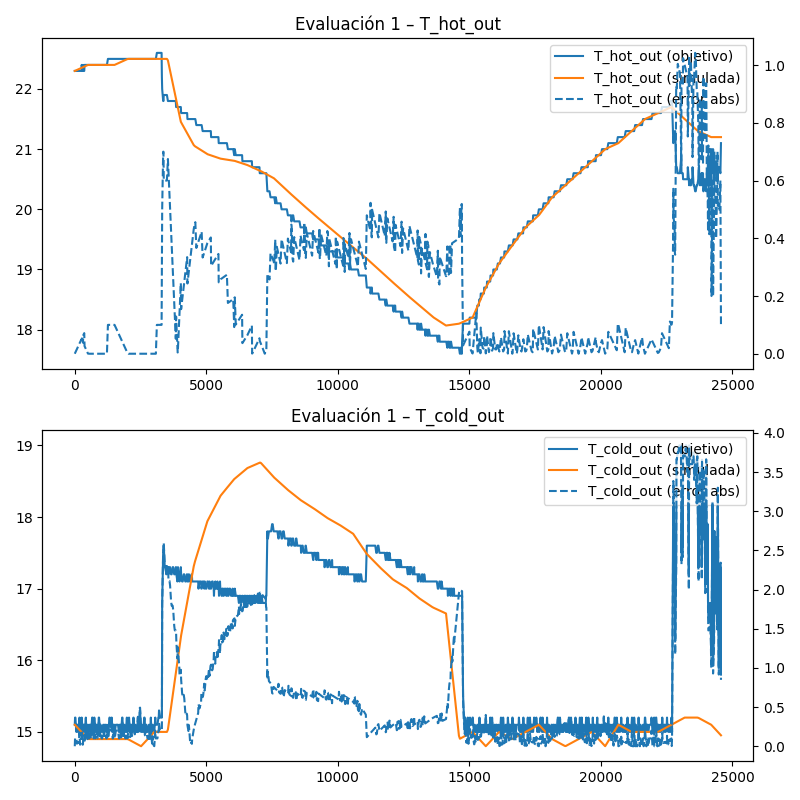 Evaluación 1 – T_hot_out
T_hot_out (objetivo)
T_hot_out (simulada)
T_hot_out (error abs)
22
21
20
19
18
1.0
0.8
0.6
0.4
0.2
0.0
0 5000 10000 15000 20000 25000
Evaluación 1 – T_cold_out
T_cold_out (objetivo)
T_cold_out (simulada)
T_cold_out (error abs)
19
18
17
16
15
4.0
3.5
3.0
2.5
2.0
1.5
1.0
0.5
0.0
0 5000 10000 15000 20000 25000